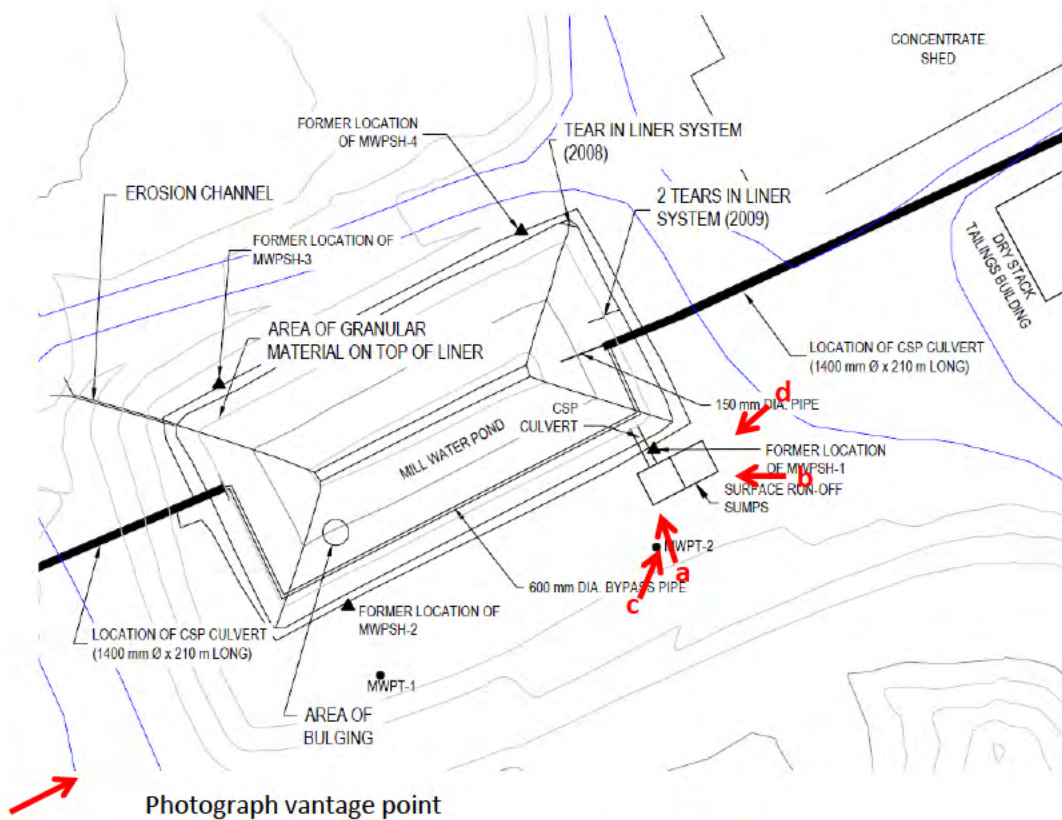 CONCENTRATE
SHED
FORMER LOCATION
OF MWPSH-4
TEAR IN LINER SYSTEM
(2008)
EROSION CHANNEL
2 TEARS IN LINER
SYSTEM (2009)
FORMER LOCATION OF
MWPSH-3
DRY STACK
TAILINGS BUILDING
AREA OF GRANULAR
MATERIAL ON TOP OF LINER
LOCATION OF CSP CULVERT
(1400 mm Ø x 210 m LONG)
d
150 mm DIA. PIPE
CSP
CULVERT
MILL WATER POND
FORMER LOCATION
OF MWPSH-1
b
SURFACE RUN-OFF
SUMPS
MWPT-2
a
600 mm DIA. BYPASS PIPE
c
FORMER LOCATION OF
MWPSH-2
LOCATION OF CSP CULVERT
(1400 mm Ø x 210 m LONG)
MWPT-1
AREA OF
BULGING
Photograph vantage point